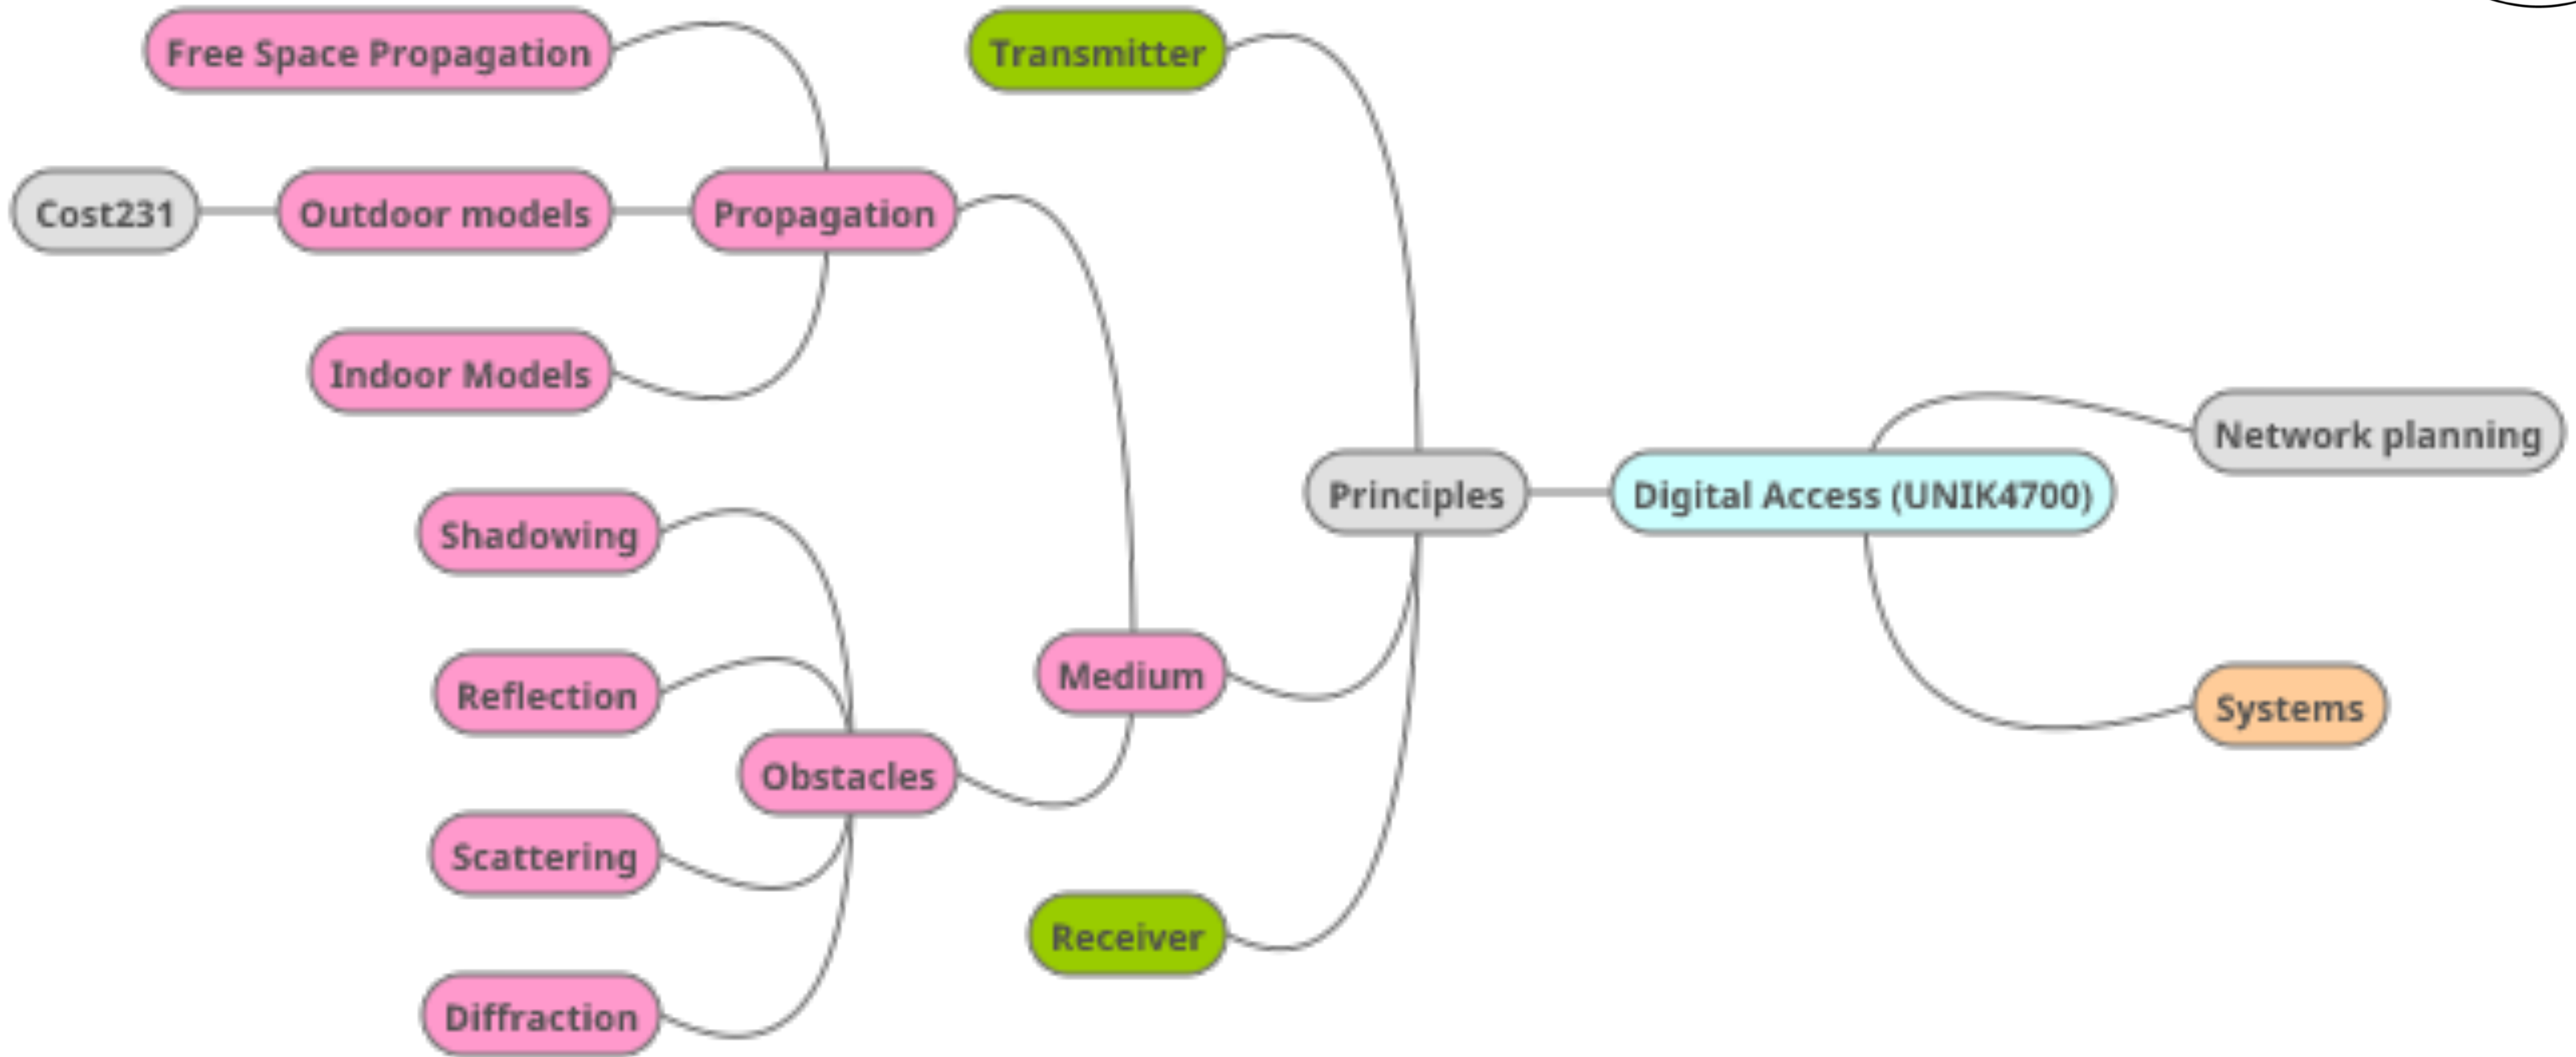 Free Space Propagation
Transmitter
Cost231
Outdoor models
Propagation
Indoor Models
Network planning
Principles
Digital Access (UNIK4700)
Shadowing
Reflection
Medium
Systems
Obstacles
Scattering
Receiver
Diffraction